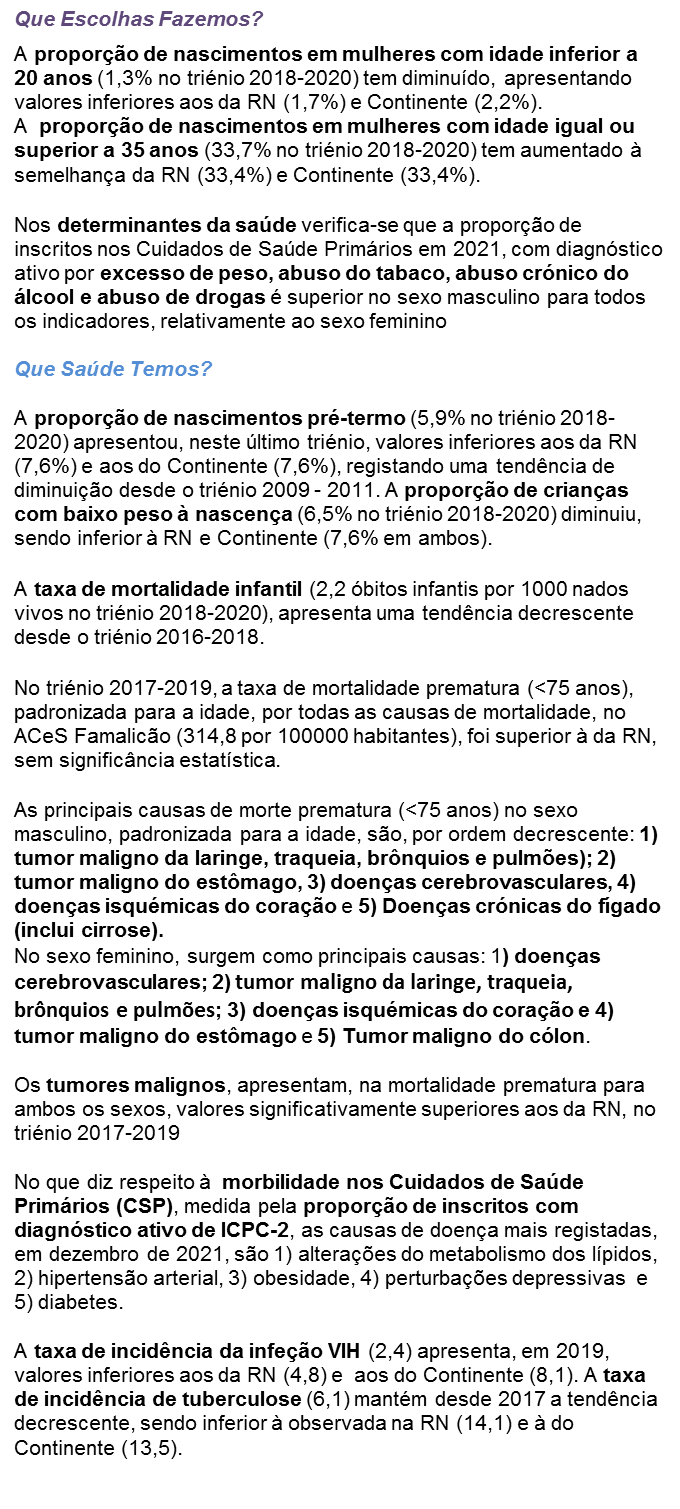 Que Escolhas Fazemos?
A proporção de nascimentos em mulheres com idade inferior a
20 anos (1,3% no triénio 2018-2020) tem diminuído, apresentando
valores inferiores aos da RN (1,7%) e Continente (2,2%).
A proporção de nascimentos em mulheres com idade igual ou
superior a 35 anos (33,7% no triénio 2018-2020) tem aumentado à
semelhança da RN (33,4%) e Continente (33,4%).
Nos determinantes da saúde verifica-se que a proporção de
inscritos nos Cuidados de Saúde Primários em 2021, com diagnóstico
ativo por excesso de peso, abuso do tabaco, abuso crónico do
álcool e abuso de drogas é superior no sexo masculino para todos
os indicadores, relativamente ao sexo feminino
Que Saúde Temos?
A proporção de nascimentos pré-termo (5,9% no triénio 2018-
2020) apresentou, neste último triénio, valores inferiores aos da RN
(7,6%) e aos do Continente (7,6%), registando uma tendência de
diminuição desde o triénio 2009 - 2011. A proporção de crianças
com baixo peso à nascença (6,5% no triénio 2018-2020) diminuiu,
sendo inferior à RN e Continente (7,6% em ambos).
A taxa de mortalidade infantil (2,2 óbitos infantis por 1000 nados
vivos no triénio 2018-2020), apresenta uma tendência decrescente
desde o triénio 2016-2018.
No triénio 2017-2019, a taxa de mortalidade prematura (<75 anos),
padronizada para a idade, por todas as causas de mortalidade, no
ACeS Famalicão (314,8 por 100000 habitantes), foi superior à da RN,
sem significância estatística.
As principais causas de morte prematura (<75 anos) no sexo
masculino, padronizada para a idade, são, por ordem decrescente: 1)
tumor maligno da laringe, traqueia, brônquios e pulmões); 2)
tumor maligno do estômago, 3) doenças cerebrovasculares, 4)
doenças isquémicas do coração e 5) Doenças crónicas do fígado
(inclui cirrose).
No sexo feminino, surgem como principais causas: 1) doenças
cerebrovasculares; 2) tumor maligno da laringe, traqueia,
brônquios e pulmões; 3) doenças isquémicas do coração e 4)
tumor maligno do estômago e 5) Tumor maligno do cólon.
Os tumores malignos, apresentam, na mortalidade prematura para
ambos os sexos, valores significativamente superiores aos da RN, no
triénio 2017-2019
No que diz respeito à morbilidade nos Cuidados de Saúde
Primários (CSP), medida pela proporção de inscritos com
diagnóstico ativo de ICPC-2, as causas de doença mais registadas,
em dezembro de 2021, são 1) alterações do metabolismo dos lípidos,
2) hipertensão arterial, 3) obesidade, 4) perturbações depressivas e
5) diabetes.
A taxa de incidência da infeção VIH (2,4) apresenta, em 2019,
valores inferiores aos da RN (4,8) e aos do Continente (8,1). A taxa
de incidência de tuberculose (6,1) mantém desde 2017 a tendência
decrescente, sendo inferior à observada na RN (14,1) e à do
Continente (13,5).